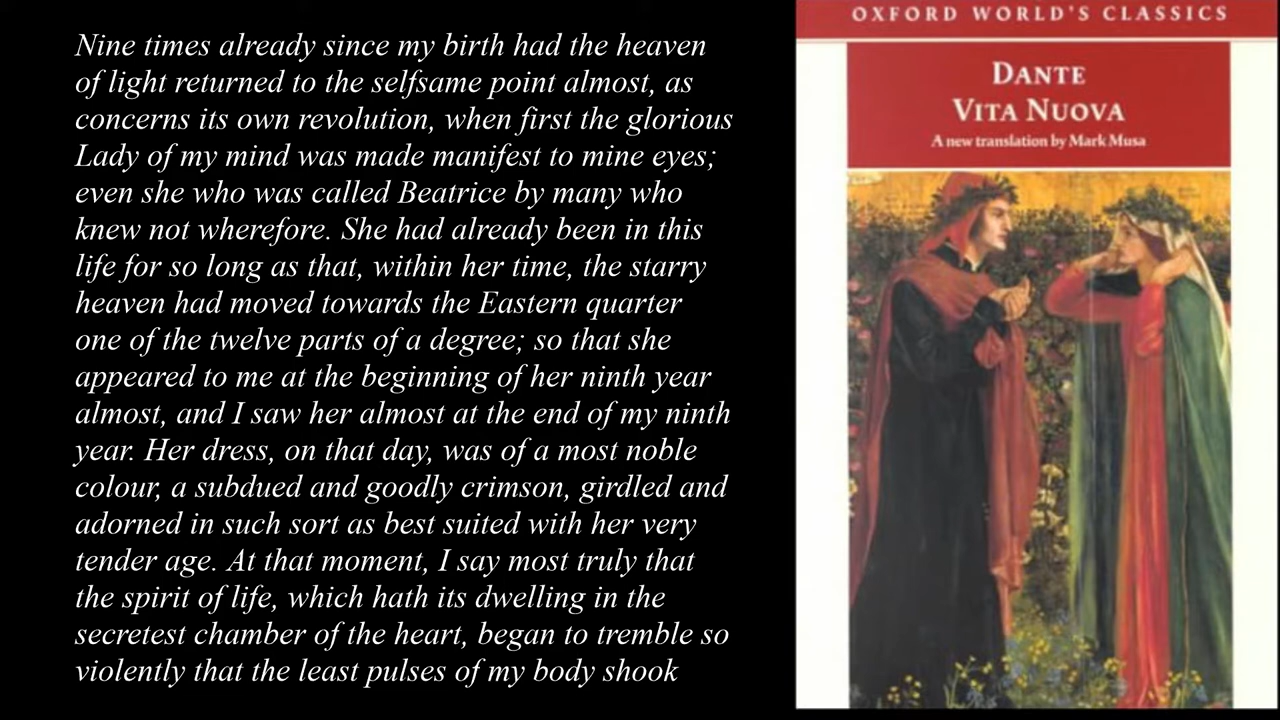 Nine times already since my birth had the heaven
of light returned to the selfsame point almost, as
concerns its own revolution, when first the glorious
Lady of my mind was made manifest to mine eyes;
even she who was called Beatrice by many who
knew not wherefore. She had already been in this
life for so long as that, within her time, the starry
heaven had moved towards the Eastern quarter
one of the twelve parts of a degree; so that she
appeared to me at the beginning of her ninth year
almost, and I saw her almost at the end of my ninth
year. Her dress, on that day, was of a most noble
colour, a subdued and goodly crimson, girdled and
adorned in such sort as best suited with her very
tender age. At that moment, I say most truly that
the spirit of life, which hath its dwelling in the
secretest chamber of the heart, began to tremble so
violently that the least pulses of my body shook
OXFORD WORLD'S CLASSICS
DANTE
VITA NUOVA
A new translation by Mark Musa